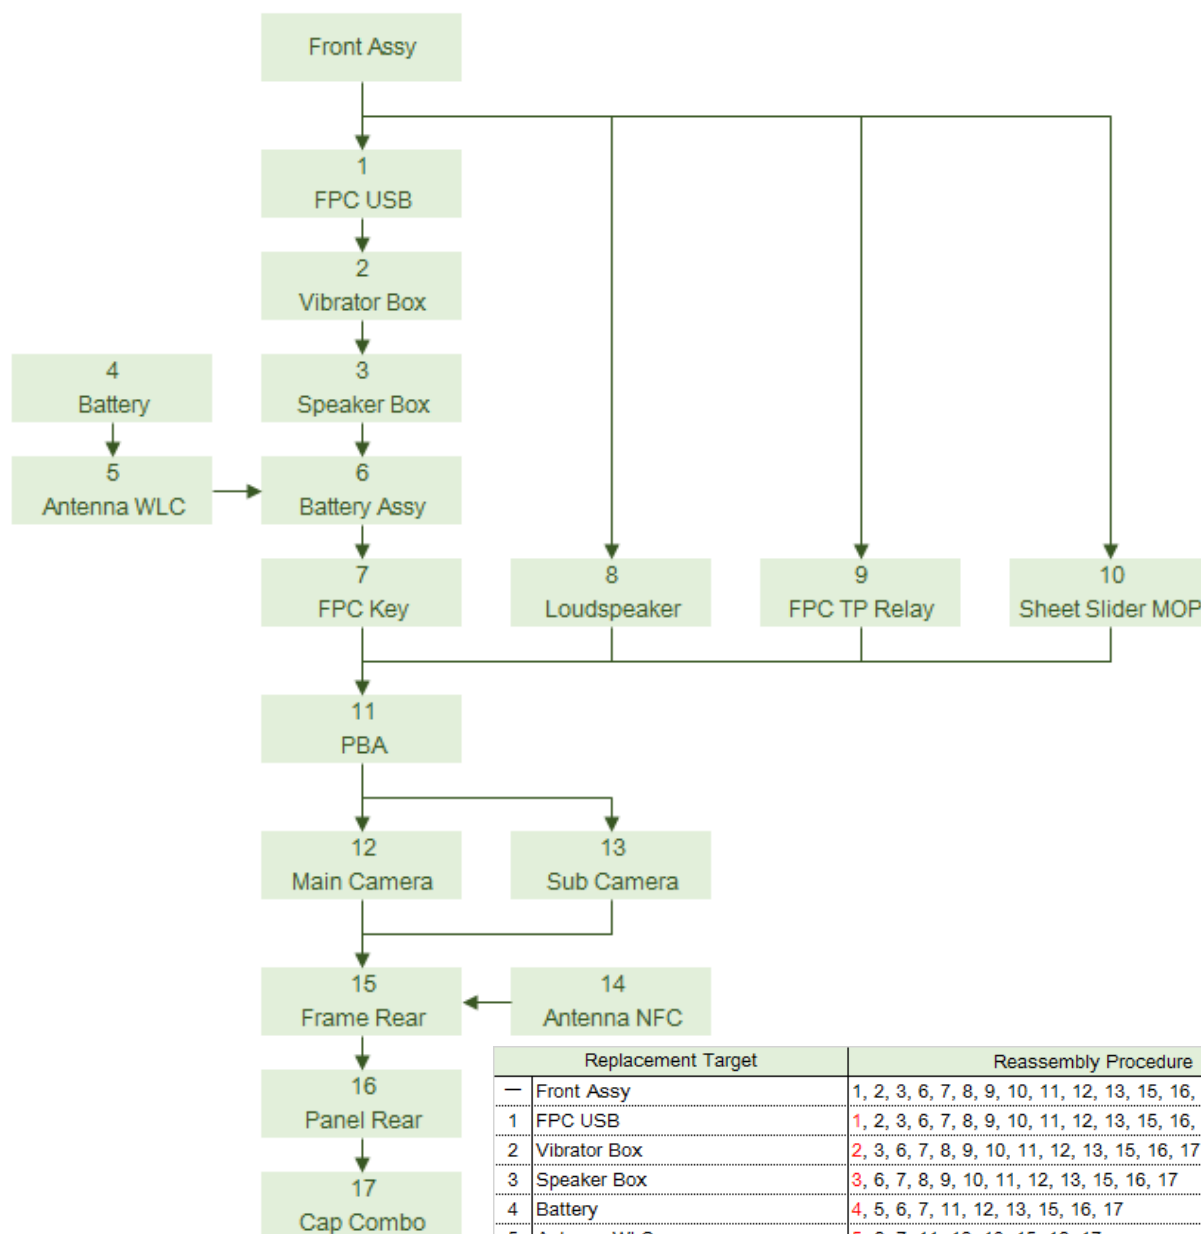 Front Assy
1
FPC USB
2
Vibrator Box
4
Battery
3
Speaker Box
5
Antenna WLC
6
Battery Assy
7
FPC Key
8
Loudspeaker
9
FPC TP Relay
10
Sheet Slider MOP
11
PBA
12
Main Camera
13
Sub Camera
15
Frame Rear
14
Antenna NFC
16
Panel Rear
17
Cap Combo
Replacement Target Reassembly Procedure
— Front Assy 1, 2, 3, 6, 7, 8, 9, 10, 11, 12, 13, 15, 16,
1 FPC USB 1, 2, 3, 6, 7, 8, 9, 10, 11, 12, 13, 15, 16,
2 Vibrator Box 2, 3, 6, 7, 8, 9, 10, 11, 12, 13, 15, 16, 17
3 Speaker Box 3, 6, 7, 8, 9, 10, 11, 12, 13, 15, 16, 17
4 Battery 4, 5, 6, 7, 11, 12, 13, 15, 16, 17